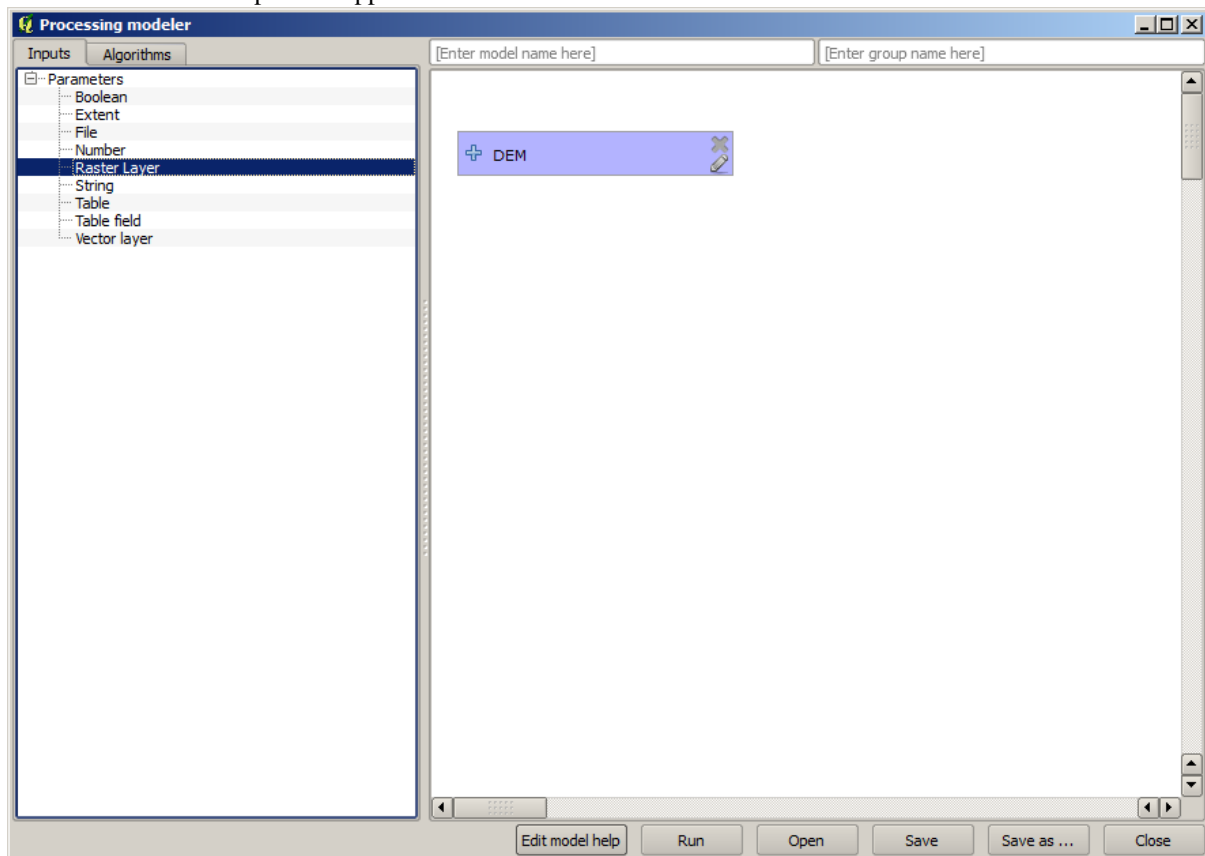 Processing modeler
Inputs Algorithms [Enter model name here] [Enter group name here]
Parameters
Boolean
Extent
File
Number
Raster Layer
String
Table
Table field
Vector layer
DEM
Edit model help Run Open Save Save as ... Close